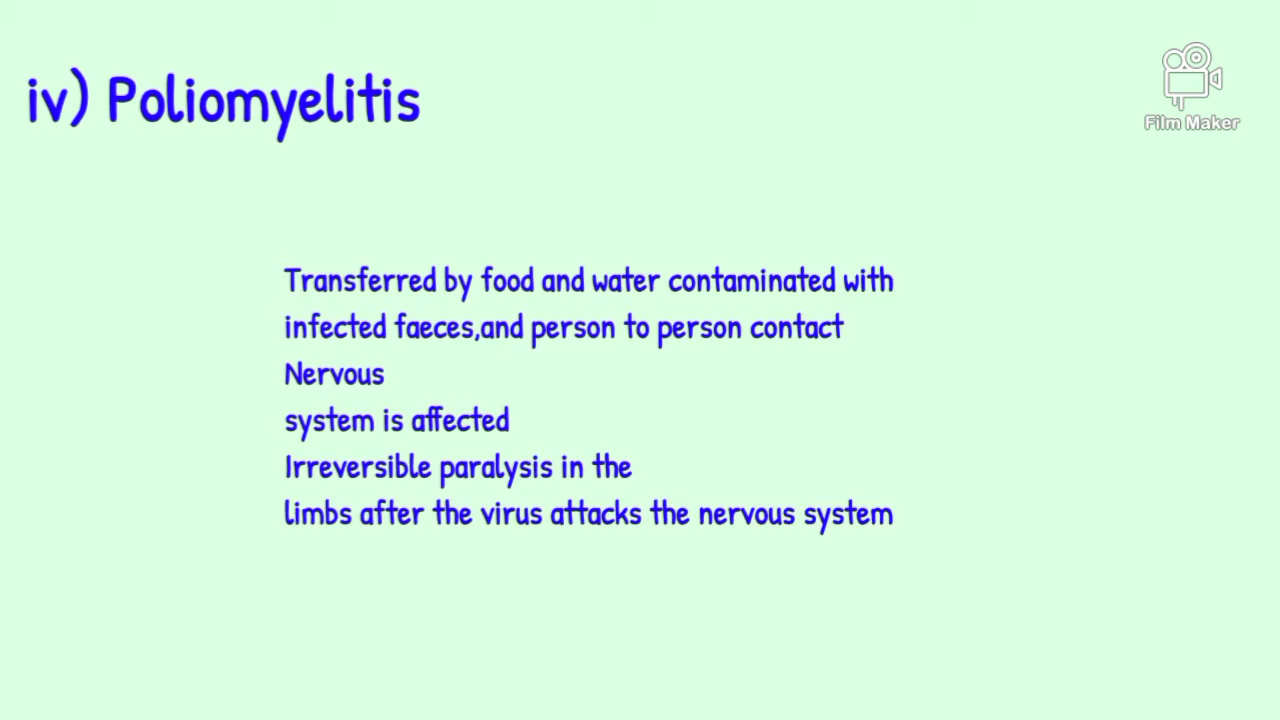 iv) Poliomyelitis
Film Maker
Transferred by food and water contaminated with
infected faeces,and person to person contact
Nervous
system is affected
Irreversible paralysis in the
limbs after the virus attacks the nervous system